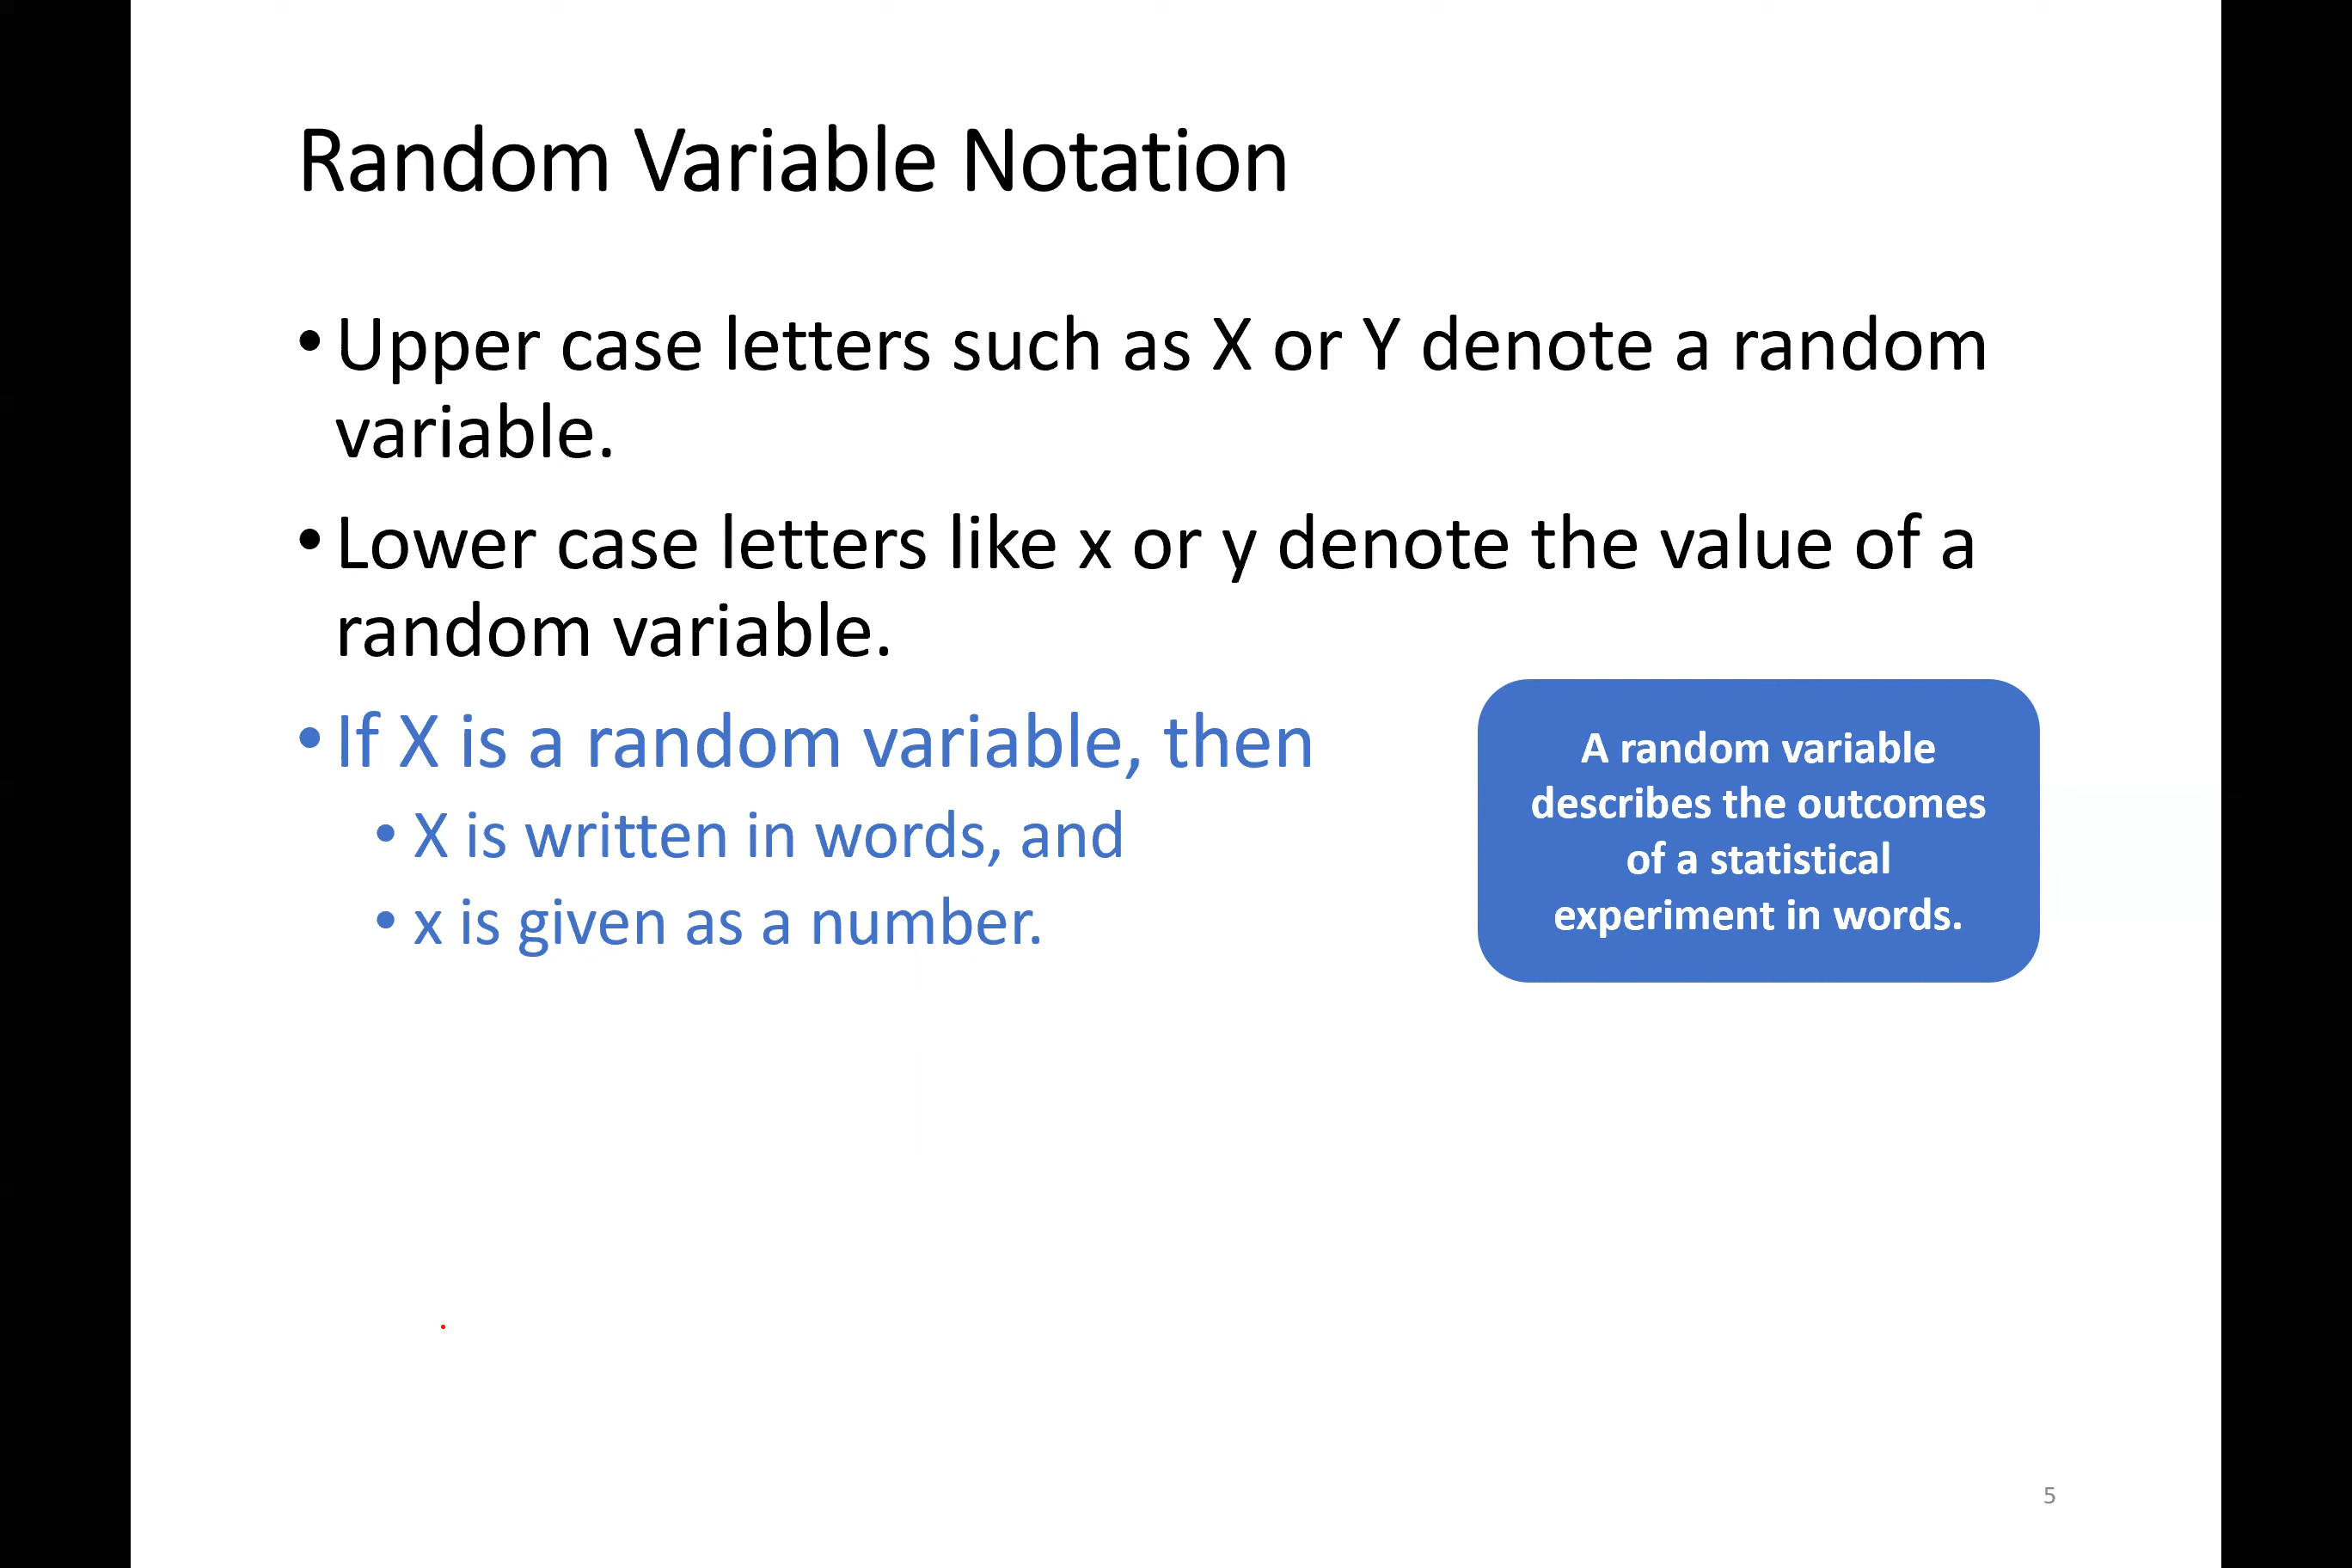 Random Variable Notation
• Upper case letters such as X or Y denote a random
variable.
• Lower case letters like x or y denote the value of a
random variable.
• If X is a random variable, then
• X is written in words, and
• x is given as a number.
A random variable
describes the outcomes
of a statistical
experiment in words.
5